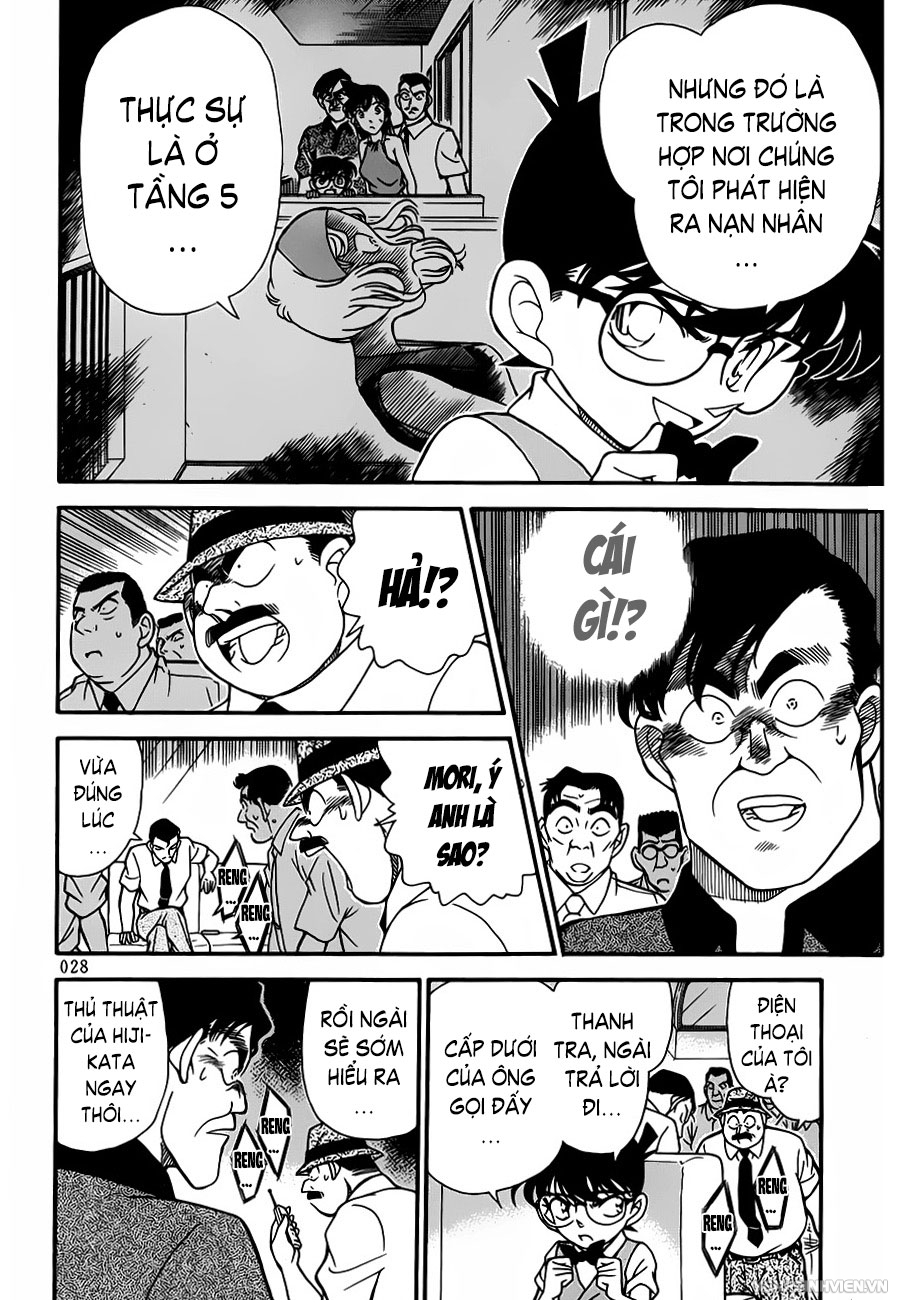 NHƯNG ĐÓ LÀ
TRONG TRƯỜNG
HỢP NƠI CHÚNG
TÔI PHÁT HIỆN
RA NẠN NHÂN
...
THỰC SỰ
LÀ Ở
TẦNG 5
...
CÁI
GÌ!?
HẢ!?
MORI, Ý
ANH LÀ
SAO?
RENG
...
RENG
...
VỪA
ĐÚNG
LÚC
...
028
ĐIỆN
THOẠI
CỦA TÔI
À?
RENG
...
RENG
...
THANH
TRA, NGÀI
TRẢ LỜI
ĐI...
CẤP DƯỚI
CỦA ÔNG
GỌI ĐẤY
...
RỒI NGÀI
SẼ SỚM
HIỂU RA
...
RENG
...
RENG
...
THỦ THUẬT
CỦA HIJI-
KATA
NGAY
THÔI...